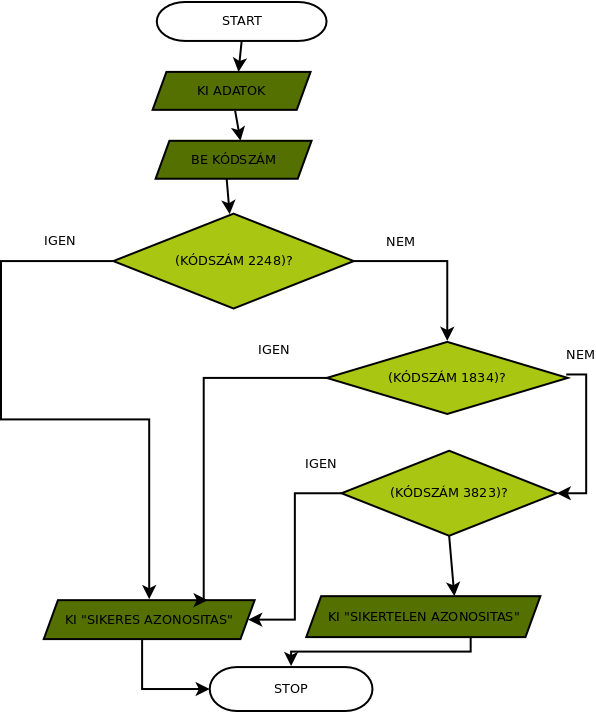 START
KI ADATOK
BE KÓDSZÁM
IGEN
(KÓDSZÁM 2248)?
NEM
IGEN
(KÓDSZÁM 1834)?
NEM
IGEN
(KÓDSZÁM 3823)?
KI "SIKERES AZONOSITAS"
KI "SIKERTELEN AZONOSITAS"
STOP